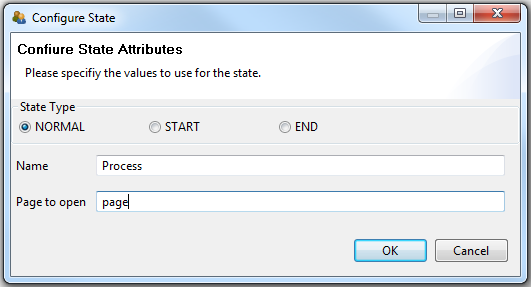 Configure State
Confiure State Attributes
Please specifiy the values to use for the state.
State Type
NORMAL START END
Name Process
Page to open page
OK Cancel